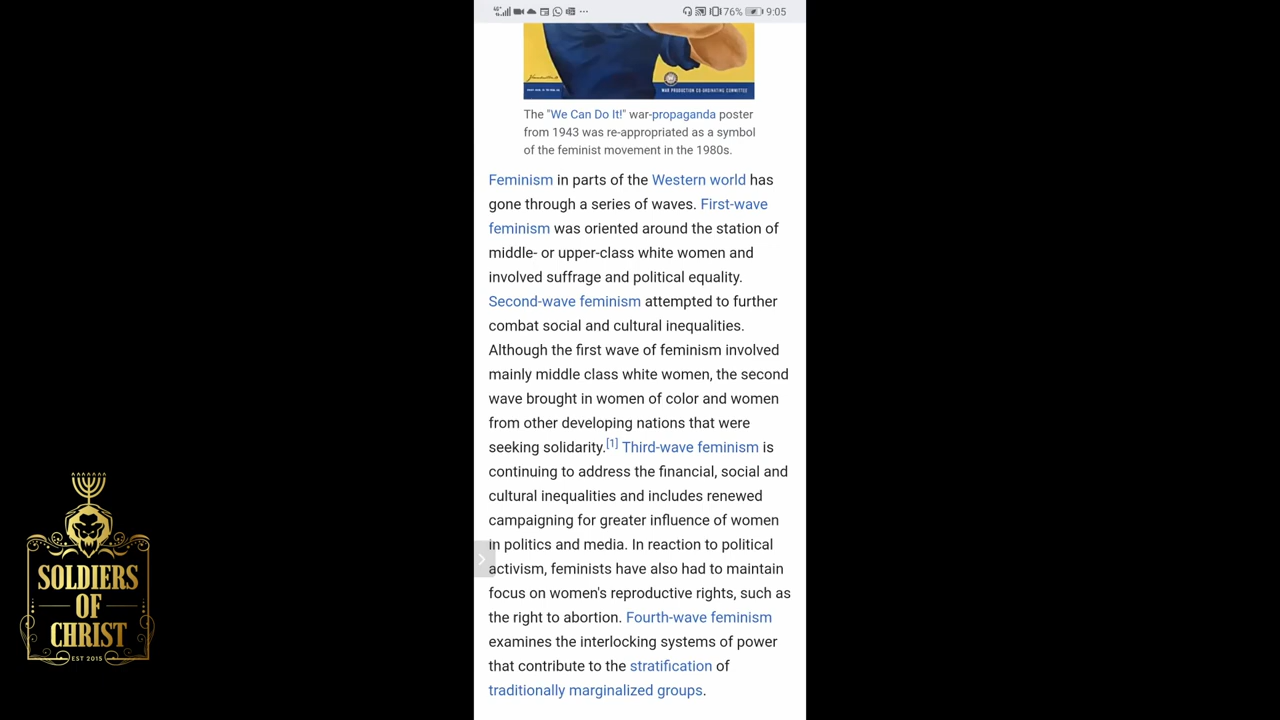 76% 9:05
WAR PRODUCTION CO-ORDINATING COMMITTEE
The "We Can Do It!" war-propaganda poster
from 1943 was re-appropriated as a symbol
of the feminist movement in the 1980s.
Feminism in parts of the Western world has
gone through a series of waves. First-wave
feminism was oriented around the station of
middle- or upper-class white women and
involved suffrage and political equality.
Second-wave feminism attempted to further
combat social and cultural inequalities.
Although the first wave of feminism involved
mainly middle class white women, the second
wave brought in women of color and women
from other developing nations that were
seeking solidarity.[1] Third-wave feminism is
continuing to address the financial, social and
cultural inequalities and includes renewed
campaigning for greater influence of women
in politics and media. In reaction to political
activism, feminists have also had to maintain
focus on women's reproductive rights, such as
the right to abortion. Fourth-wave feminism
examines the interlocking systems of power
that contribute to the stratification of
traditionally marginalized groups.
SOLDIERS
OF
CHRIST
EST 2015